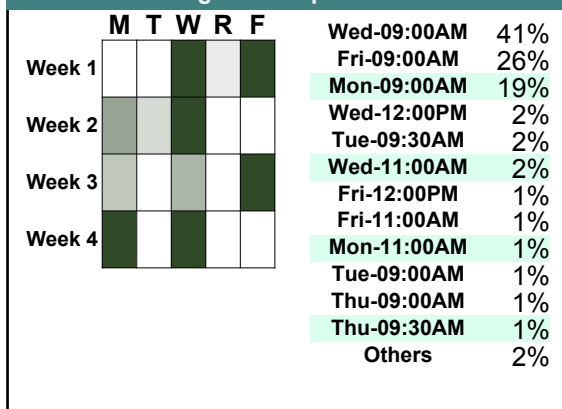 M T W R F
Week 1
Week 2
Week 3
Week 4
Wed-09:00AM 41%
Fri-09:00AM 26%
Mon-09:00AM 19%
Wed-12:00PM 2%
Tue-09:30AM 2%
Wed-11:00AM 2%
Fri-12:00PM 1%
Fri-11:00AM 1%
Mon-11:00AM 1%
Tue-09:00AM 1%
Thu-09:00AM 1%
Thu-09:30AM 1%
Others 2%